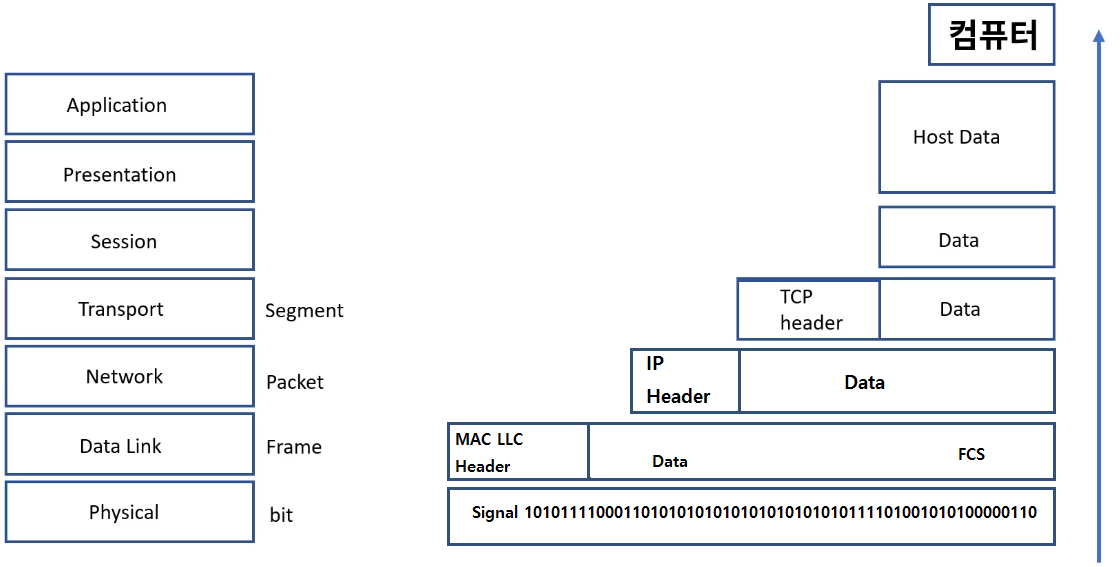 컴퓨터
Application
Host Data
Presentation
Session
Data
Transport
Segment
TCP
header
Data
Network
Packet
IP
Header
Data
Data Link
Frame
MAC LLC
Header
Data
FCS
Physical
bit
Signal 101011110001101010101010101010101010111101001010100000110